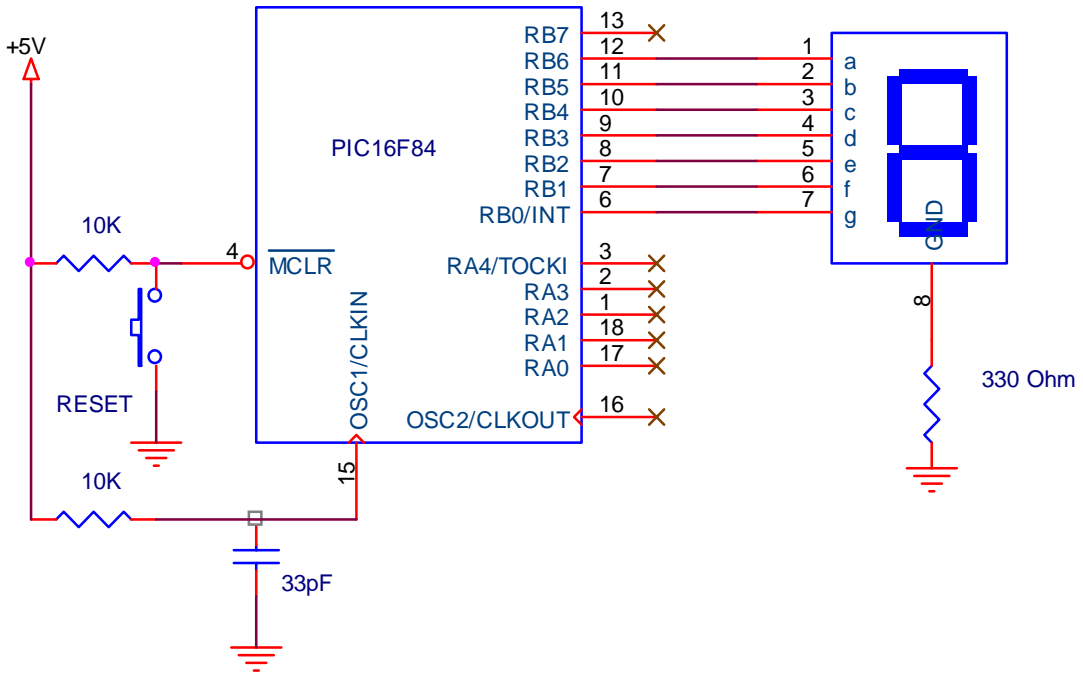 +5V
10K
RESET
10K
33pF
4
MCLR
PIC16F84
OSC1/CLKIN
15
RB7
13
RB6
12
RB5
11
RB4
10
RB3
9
RB2
8
RB1
7
RB0/INT
6
RA4/TOCKI
3
RA3
2
RA2
1
RA1
18
RA0
17
OSC2/CLKOUT
16
1
a
2
b
3
c
4
d
5
e
6
f
7
g
GND
8
330 Ohm